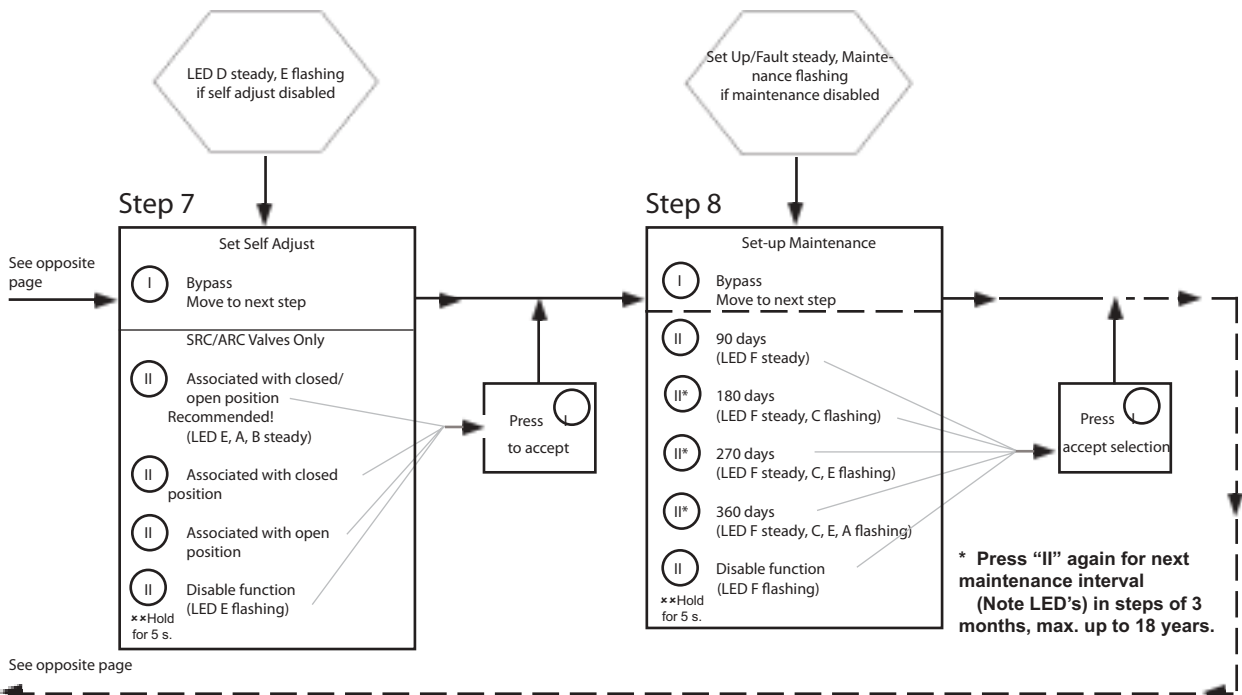 LED D steady, E flashing
if self adjust disabled
Set Up/Fault steady, Mainte-
nance flashing
if maintenance disabled
Step 7
Step 8
See opposite
page
Set Self Adjust
I Bypass
Move to next step
SRC/ARC Valves Only
II Associated with closed/
open position
Recommended!
(LED E, A, B steady)
II Associated with closed
position
II Associated with open
position
II Disable function
(LED E flashing)
××Hold
for 5 s.
Press I
to accept
Set-up Maintenance
I Bypass
Move to next step
II 90 days
(LED F steady)
II* 180 days
(LED F steady, C flashing)
II* 270 days
(LED F steady, C, E flashing)
II* 360 days
(LED F steady, C, E, A flashing)
II Disable function
(LED F flashing)
××Hold
for 5 s.
Press I
accept selection
* Press “II” again for next
maintenance interval
(Note LED’s) in steps of 3
months, max. up to 18 years.
See opposite page